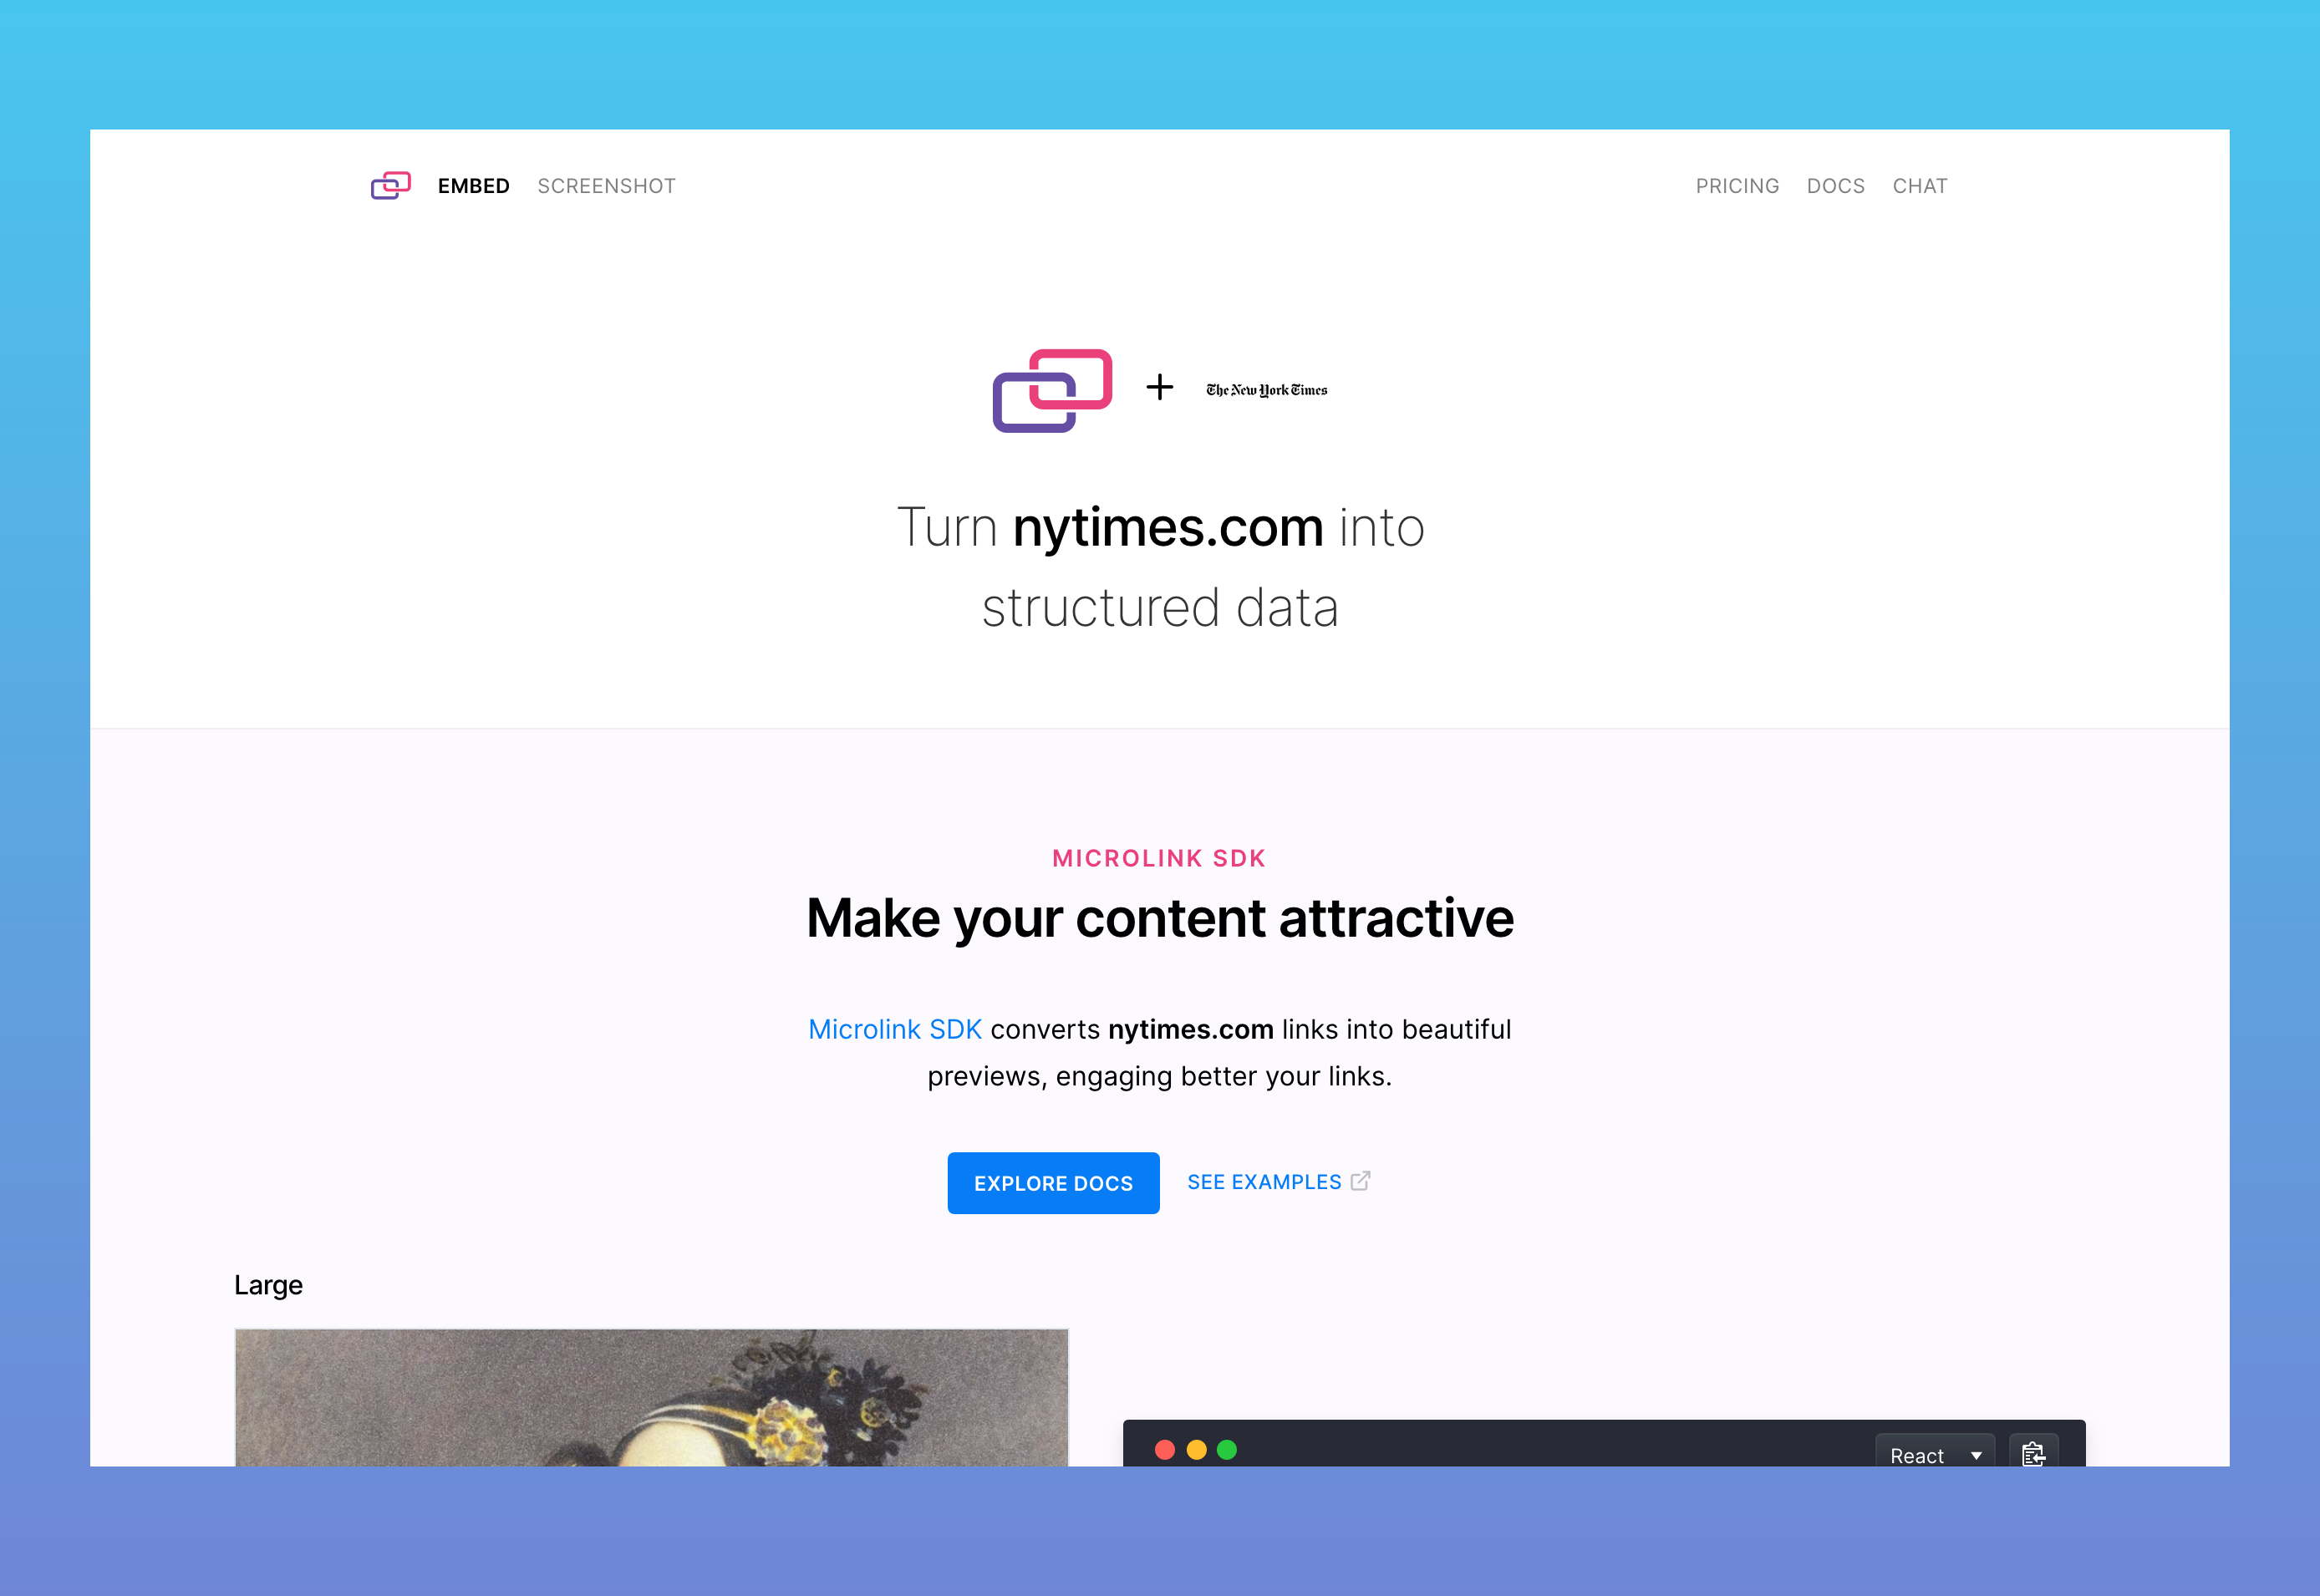 EMBED SCREENSHOT PRICING DOCS CHAT
The New York Times
Turn nytimes.com into
structured data
MICROLINK SDK
Make your content attractive
Microlink SDK converts nytimes.com links into beautiful
previews, engaging better your links.
EXPLORE DOCS SEE EXAMPLES
Large
React